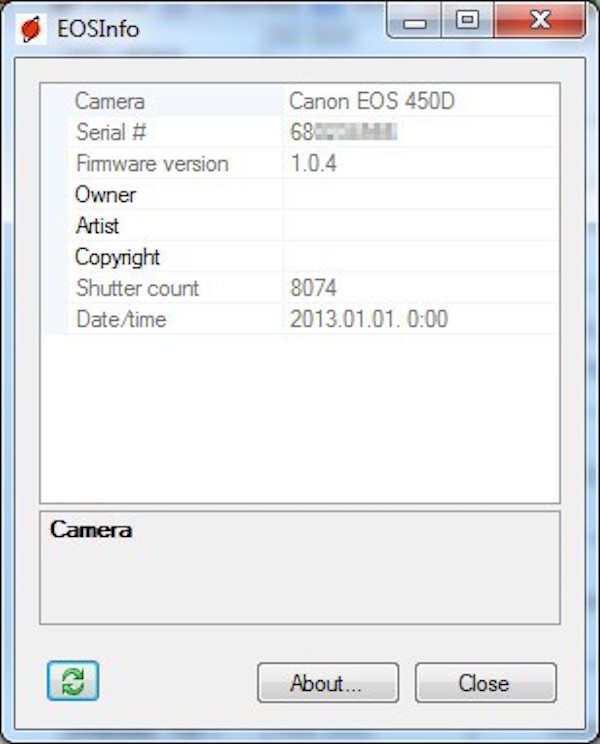 EOSInfo
Camera Canon EOS 450D
Serial # 68
Firmware version 1.0.4
Owner
Artist
Copyright
Shutter count 8074
Date/time 2013.01.01. 0:00
Camera
About...
Close